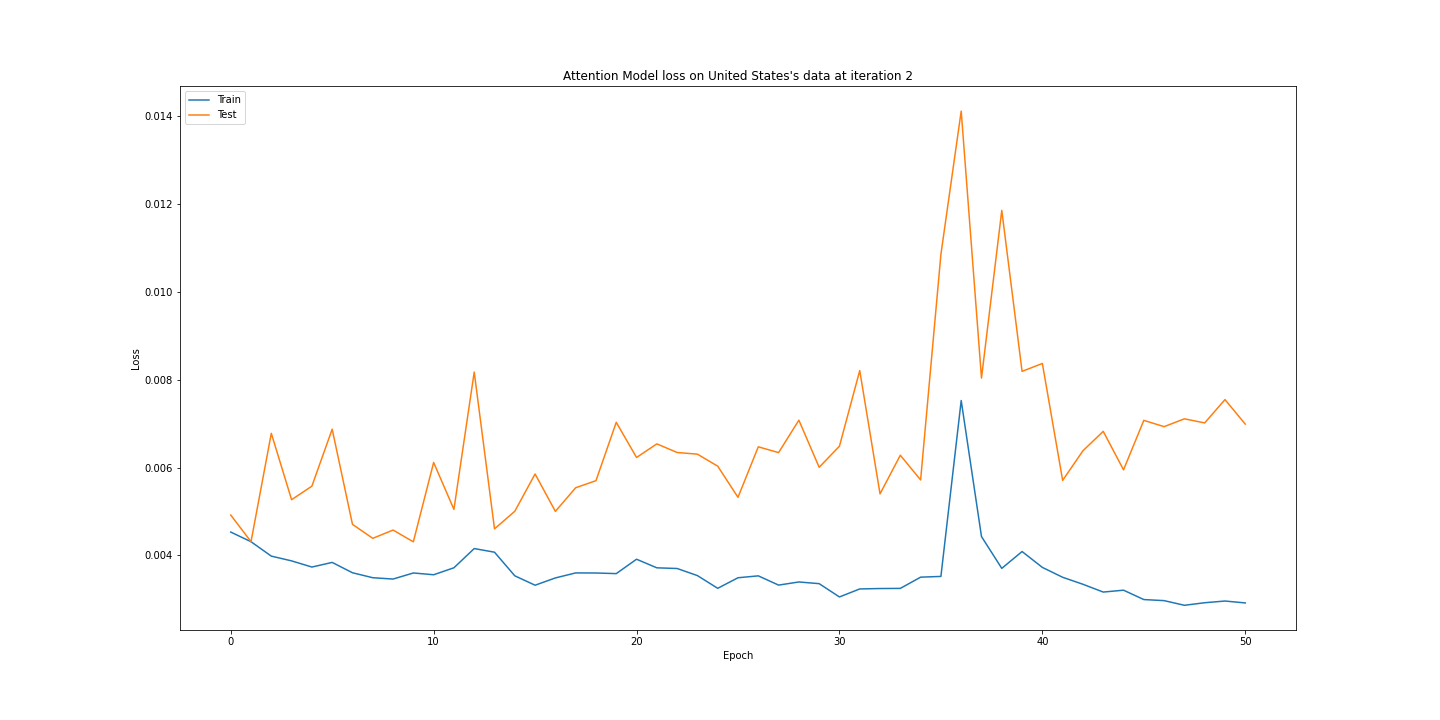 Attention Model loss on United States's data at iteration 2
Train
Test
0.014
0.012
0.010
0.008
0.006
0.004
Loss
0 10 20 30 40 50
Epoch